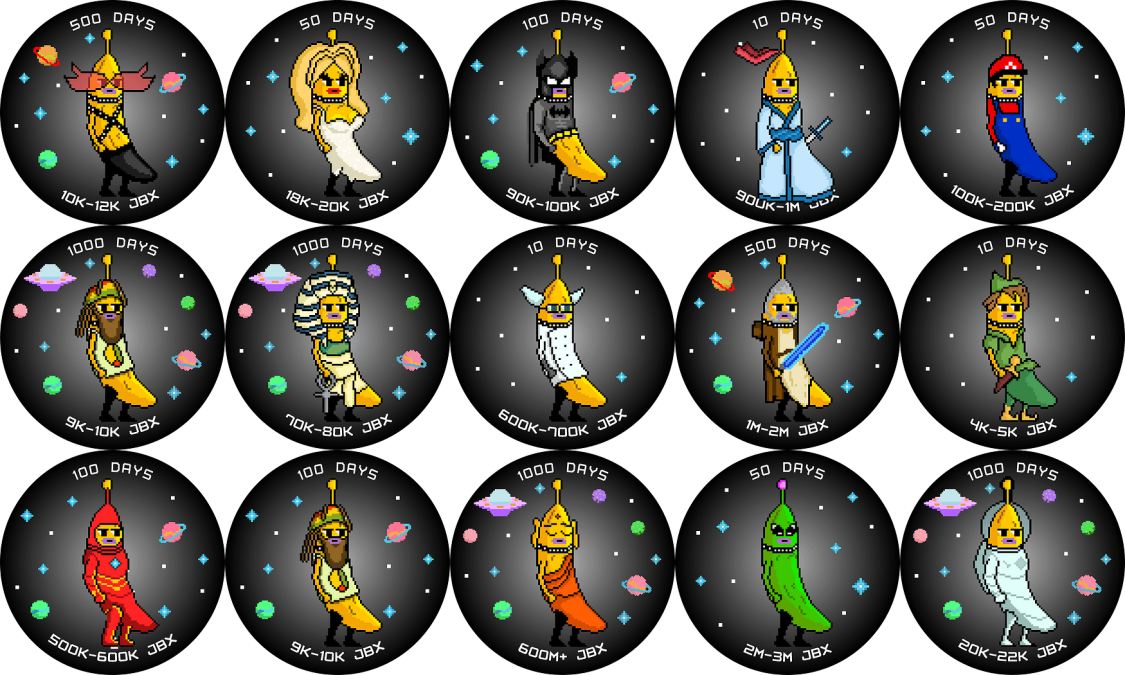 500 DAYS
10K-12K JBX
50 DAYS
18K-20K JBX
100 DAYS
90K-100K JBX
10 DAYS
900K-1M JBX
50 DAYS
100K-200K JBX
1000 DAYS
9K-10K JBX
1000 DAYS
70K-80K JBX
10 DAYS
600K-700K JBX
500 DAYS
1M-2M JBX
10 DAYS
4K-5K JBX
100 DAYS
500K-600K JBX
100 DAYS
9K-10K JBX
1000 DAYS
600M+ JBX
50 DAYS
2M-3M JBX
1000 DAYS
20K-22K JBX